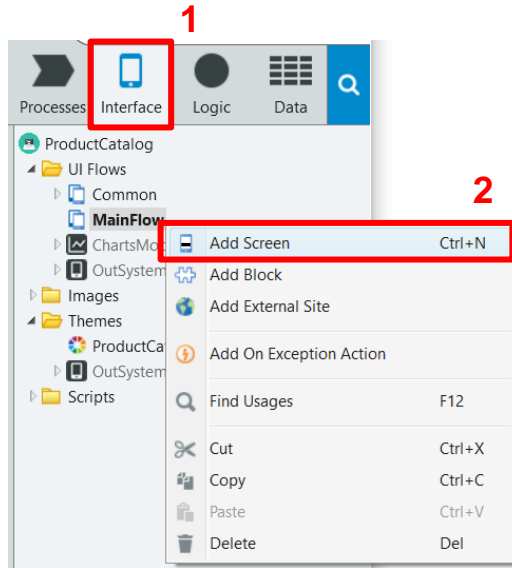 1
Processes Interface Logic Data
ProductCatalog
UI Flows
Common
2
MainFlow
Add Screen Ctrl+N
ChartsMo
OutSystem
Add Block
Images
Add External Site
Themes
ProductCa
Add On Exception Action
OutSystem
Scripts
Find Usages F12
Cut Ctrl+X
Copy Ctrl+C
Paste Ctrl+V
Delete Del